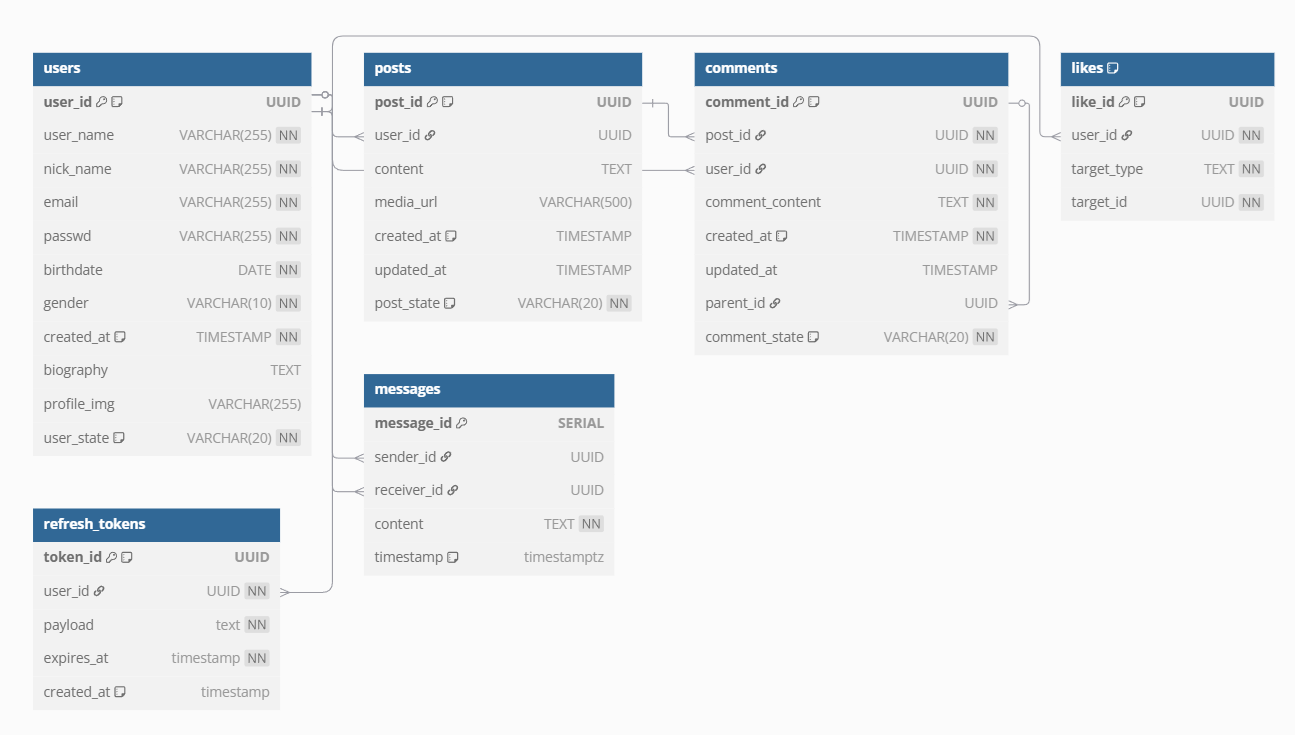 users
user_id UUID
user_name VARCHAR(255) NN
nick_name VARCHAR(255) NN
email VARCHAR(255) NN
passwd VARCHAR(255) NN
birthdate DATE NN
gender VARCHAR(10) NN
created_at TIMESTAMP NN
biography TEXT
profile_img VARCHAR(255)
user_state VARCHAR(20) NN
posts
post_id UUID
user_id UUID
content TEXT
media_url VARCHAR(500)
created_at TIMESTAMP
updated_at TIMESTAMP
post_state VARCHAR(20) NN
comments
comment_id UUID
post_id UUID NN
user_id UUID NN
comment_content TEXT NN
created_at TIMESTAMP NN
updated_at TIMESTAMP
parent_id UUID
comment_state VARCHAR(20) NN
likes
like_id UUID
user_id UUID NN
target_type TEXT NN
target_id UUID NN
messages
message_id SERIAL
sender_id UUID
receiver_id UUID
content TEXT NN
timestamp timestamptz
refresh_tokens
token_id UUID
user_id UUID NN
payload text NN
expires_at timestamp NN
created_at timestamp